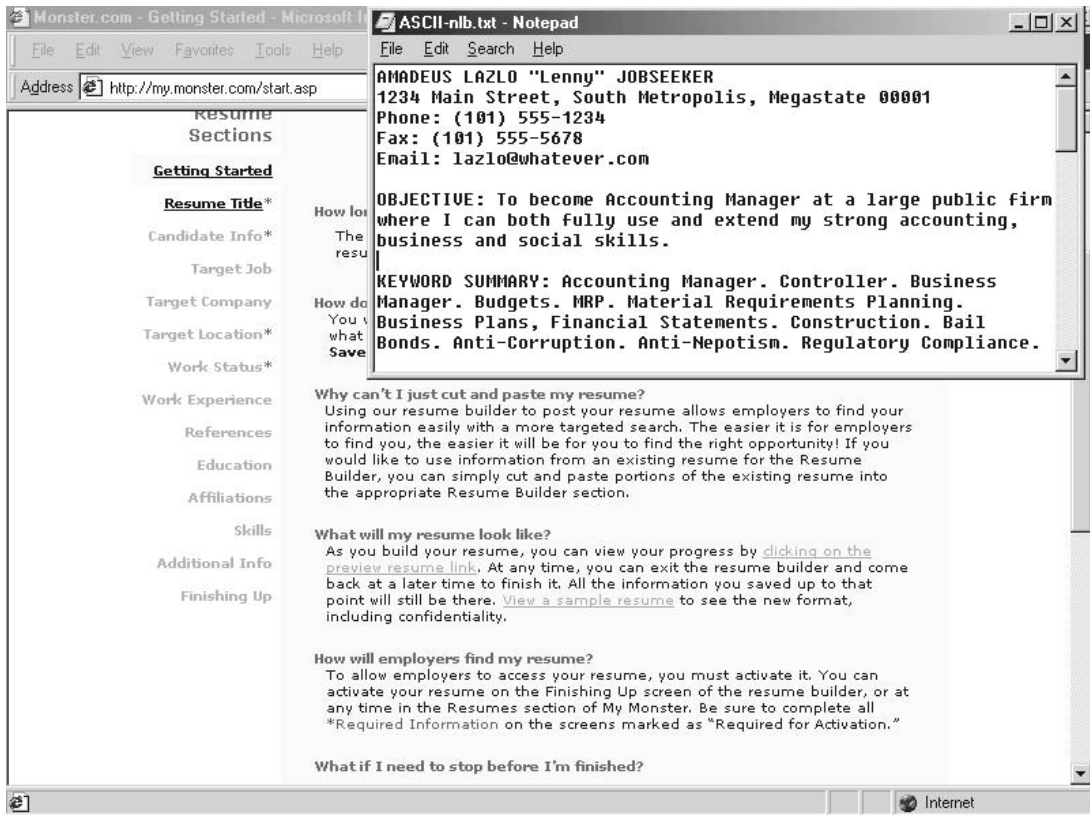 Monster.com - Getting Started - Microsoft I
File Edit View Favorites Tools Help
Address http://my.monster.com/start.asp
Resume
Sections
Getting Started
Resume Title*
Candidate Info*
Target Job
Target Company
Target Location*
Work Status*
Work Experience
References
Education
Affiliations
Skills
Additional Info
Finishing Up
How lo
The
resu
How do
You
what
Save
Why can't I just cut and paste my resume?
Using our resume builder to post your resume allows employers to find your
information easily with a more targeted search. The easier it is for employers
to find you, the easier it will be for you to find the right opportunity! If you
would like to use information from an existing resume for the Resume
Builder, you can simply cut and paste portions of the existing resume into
the appropriate Resume Builder section.
What will my resume look like?
As you build your resume, you can view your progress by clicking on the
preview resume link. At any time, you can exit the resume builder and come
back at a later time to finish it. All the information you saved up to that
point will still be there. View a sample resume to see the new format,
including confidentiality.
How will employers find my resume?
To allow employers to access your resume, you must activate it. You can
activate your resume on the Finishing Up screen of the resume builder, or at
any time in the Resumes section of My Monster. Be sure to complete all
*Required Information on the screens marked as "Required for Activation."
What if I need to stop before I'm finished?
Internet
ASCII-nlb.txt - Notepad
File Edit Search Help
AMADEUS LAZLO "Lenny" JOBSEEKER
1234 Main Street, South Metropolis, Megastate 00001
Phone: (101) 555-1234
Fax: (101) 555-5678
Email: lazlo@whatever.com
OBJECTIVE: To become Accounting Manager at a large public firm
where I can both fully use and extend my strong accounting,
business and social skills.
KEYWORD SUMMARY: Accounting Manager. Controller. Business
Manager. Budgets. MRP. Material Requirements Planning.
Business Plans, Financial Statements. Construction. Bail
Bonds. Anti-Corruption. Anti-Nepotism. Regulatory Compliance.